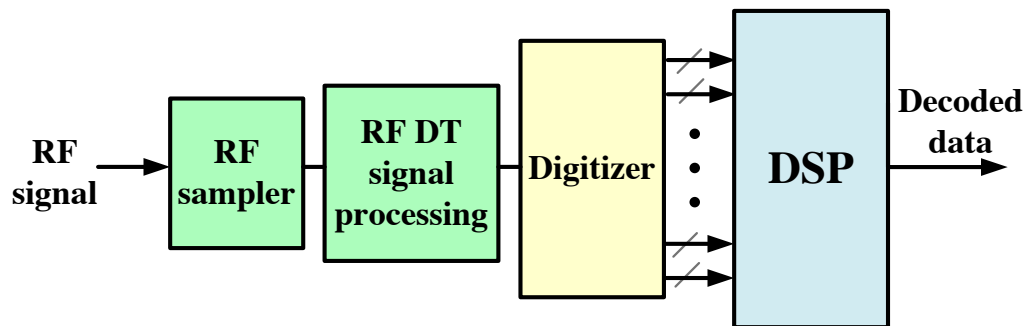 RF
signal
RF
sampler
RF DT
signal
processing
Digitizer
DSP
Decoded
data